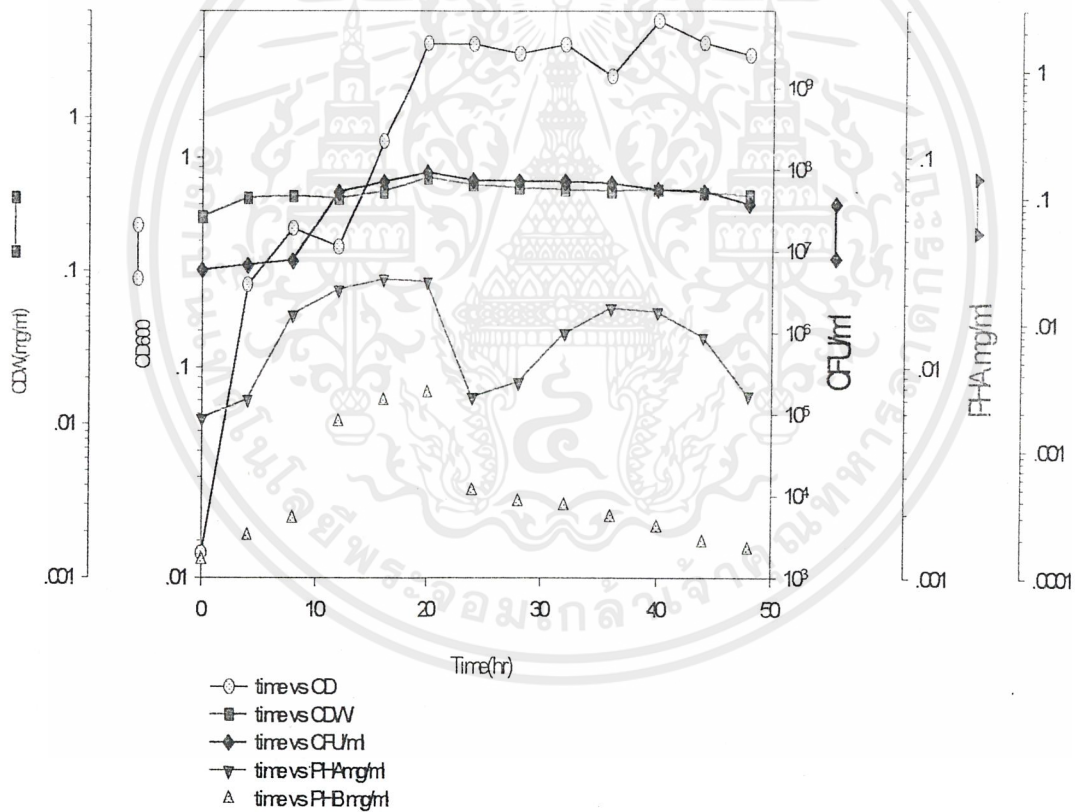 CDW(mg/ml)
1
.1
.01
.001
OD600
1
.1
.01
0
10
20
30
40
50
Time(hr)
10⁹
10⁸
10⁷
10⁶
10⁵
10⁴
10³
CFU/ml
.1
.01
.001
PHA mg/ml
1
.1
.01
.001
.0001
time vs OD
time vs CDW
time vs CFU/ml
time vs PHA mg/ml
time vs PHB mg/ml